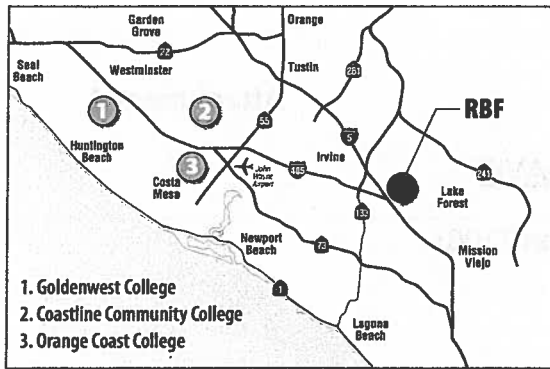 Garden
Grove
Orange
22
Seal
Beach
Westminster
Tustin
261
1
2
55
RBF
5
Huntington
Beach
3
Costa
Mesa
John
Wayne
Airport
405
Irvine
Lake
Forest
241
133
Newport
Beach
73
Mission
Viejo
1
Laguna
Beach
1. Goldenwest College
2. Coastline Community College
3. Orange Coast College